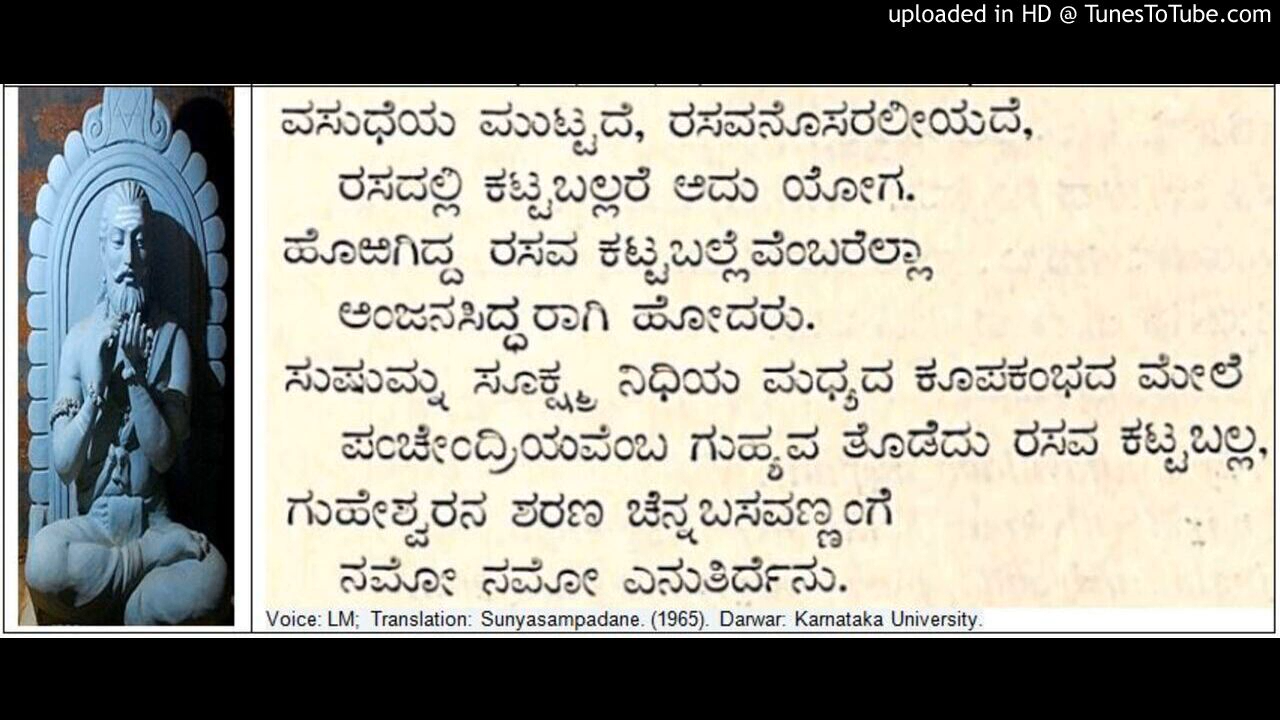 uploaded in HD @ TunesToTube.com
ವಸುಧೆಯ ಮುಟ್ಟದೆ, ರಸವನೊಸರಲೀಯದೆ,
ರಸದಲ್ಲಿ ಕಟ್ಟಬಲ್ಲರೆ ಆದು ಯೋಗ.
ಹೊಱಗಿದ್ದ ರಸವ ಕಟ್ಟಬಲ್ಲೆವೆಂಬರೆಲ್ಲಾ
ಅಂಜನಸಿದ್ಧರಾಗಿ ಹೋದರು.
ಸುಷುಮ್ನ ಸೂಕ್ಷ್ಮ ನಿಧಿಯ ಮಧ್ಯದ ಕೂಪಕಂಭದ ಮೇಲೆ
ಪಂಚೇಂದ್ರಿಯವೆಂಬ ಗುಹ್ಯವ ತೊಡೆದು ರಸವ ಕಟ್ಟಬಲ್ಲ,
ಗುಹೇಶ್ವರನ ಶರಣ ಚೆನ್ನಬಸವಣ್ಣಂಗೆ
ನಮೋ ನಮೋ ಎನುತಿರ್ದೆನು.
Voice: LM; Translation: Sunyasampadane. (1965). Darwar: Karnataka University.